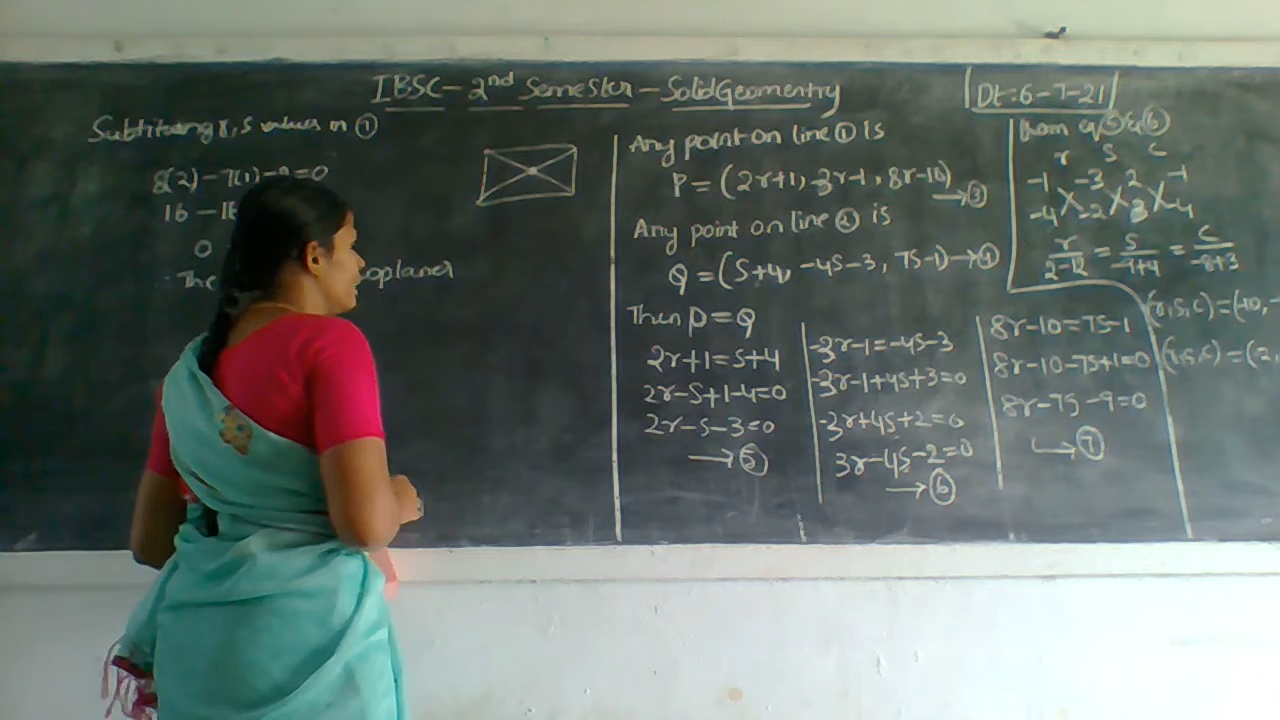 IBSC - 2nd Semester - Solid Geometry
Dt: 6-7-21
Subtituing r, s values in ⑦
8(2) - 7(1) - 9 = 0
16 - 16
0
The
coplaner
Any point on line ① is
P = (2r+1, -3r-1, 8r-10) → ③
Any point on line ② is
Q = (s+4, -4s-3, 7s-1) → ④
Then P = Q
2r+1 = s+4
2r-s+1-4=0
2r-s-3=0
→ ⑤
-3r-1=-4s-3
-3r-1+4s+3=0
-3r+4s+2=0
3r-4s-2=0
→ ⑥
8r-10=7s-1
8r-10-7s+1=0
8r-7s-9=0
→ ⑦
from eq ⑤ & ⑥
r s c
-1 -3 2 -1
-4 -2 3 -4
r/2-12 = s/-9+4 = c/-8+3
(r,s,c) = (-10, -
(r,s,c) = (2,